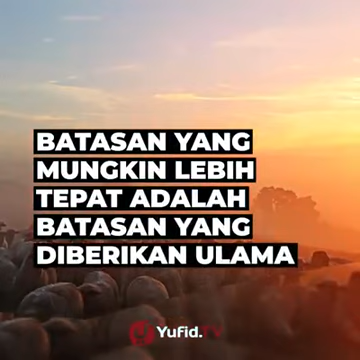 BATASAN YANG
MUNGKIN LEBIH
TEPAT ADALAH
BATASAN YANG
DIBERIKAN ULAMA
Yufid.TV